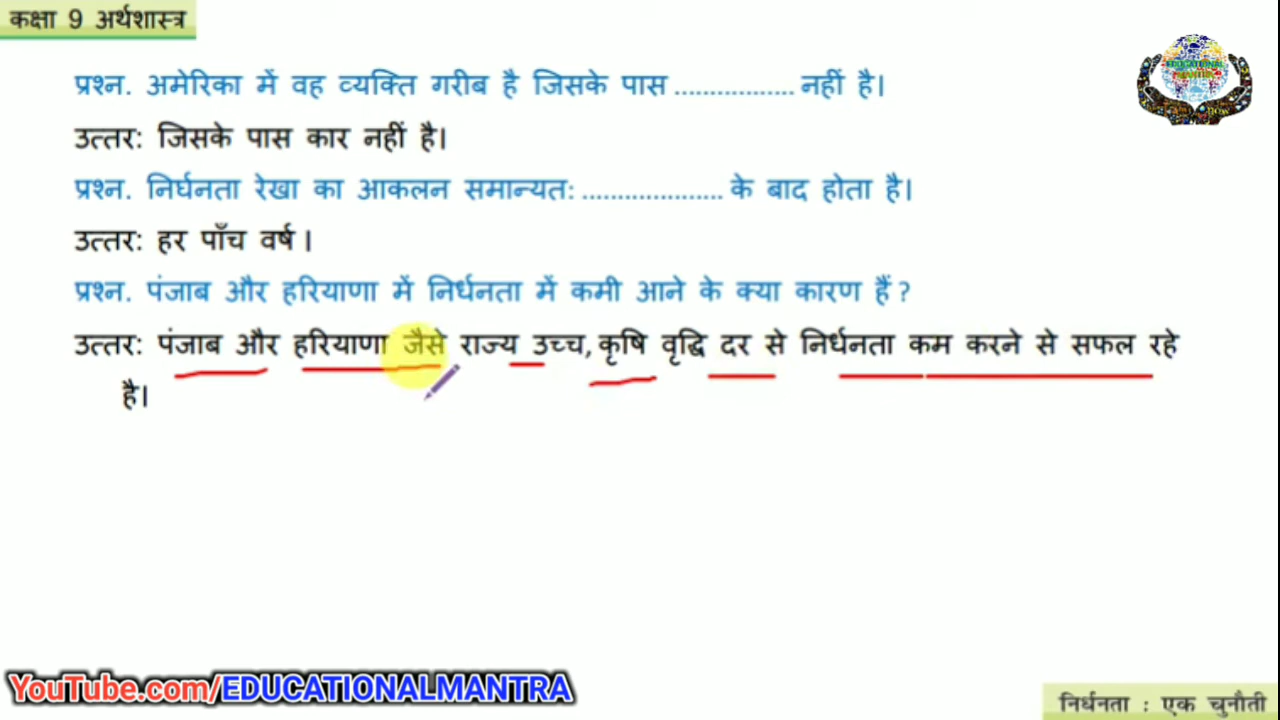 कक्षा 9 अर्थशास्त्र
EDUCATIONAL
MANTRA
प्रश्न. अमेरिका में वह व्यक्ति गरीब है जिसके पास ................. नहीं है।
उत्तर: जिसके पास कार नहीं है।
प्रश्न. निर्धनता रेखा का आकलन समान्यत: .................... के बाद होता है।
उत्तर: हर पाँच वर्ष ।
प्रश्न. पंजाब और हरियाणा में निर्धनता में कमी आने के क्या कारण हैं ?
उत्तर: पंजाब और हरियाणा जैसे राज्य उच्च, कृषि वृद्धि दर से निर्धनता कम करने से सफल रहे
है।
YouTube.com/EDUCATIONALMANTRA
निर्धनता : एक चुनौती